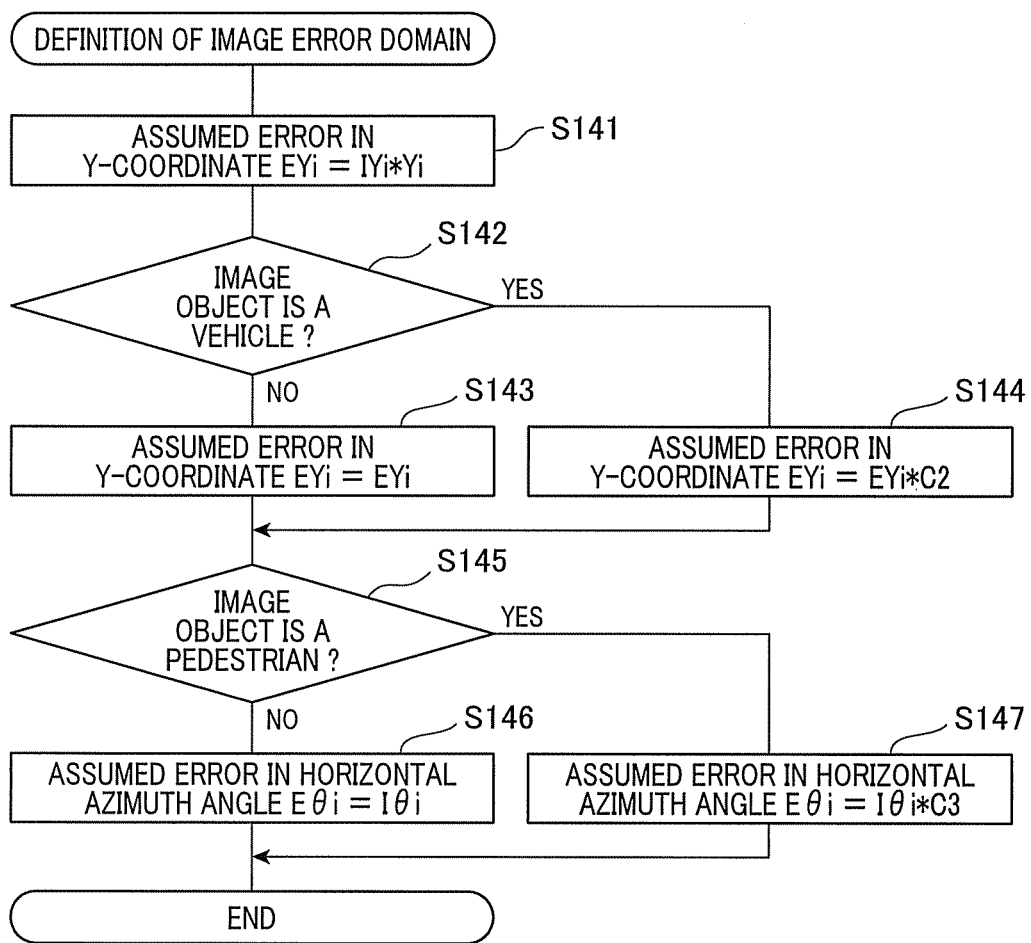 DEFINITION OF IMAGE ERROR DOMAIN
ASSUMED ERROR IN
Y-COORDINATE EYi = IYi*Yi
S141
S142
IMAGE
OBJECT IS A
VEHICLE ?
YES
NO
S143
S144
ASSUMED ERROR IN
Y-COORDINATE EYi = EYi
ASSUMED ERROR IN
Y-COORDINATE EYi = EYi*C2
S145
IMAGE
OBJECT IS A
PEDESTRIAN ?
YES
NO
S146
S147
ASSUMED ERROR IN HORIZONTAL
AZIMUTH ANGLE Eθi = Iθi
ASSUMED ERROR IN HORIZONTAL
AZIMUTH ANGLE Eθi = Iθi*C3
END